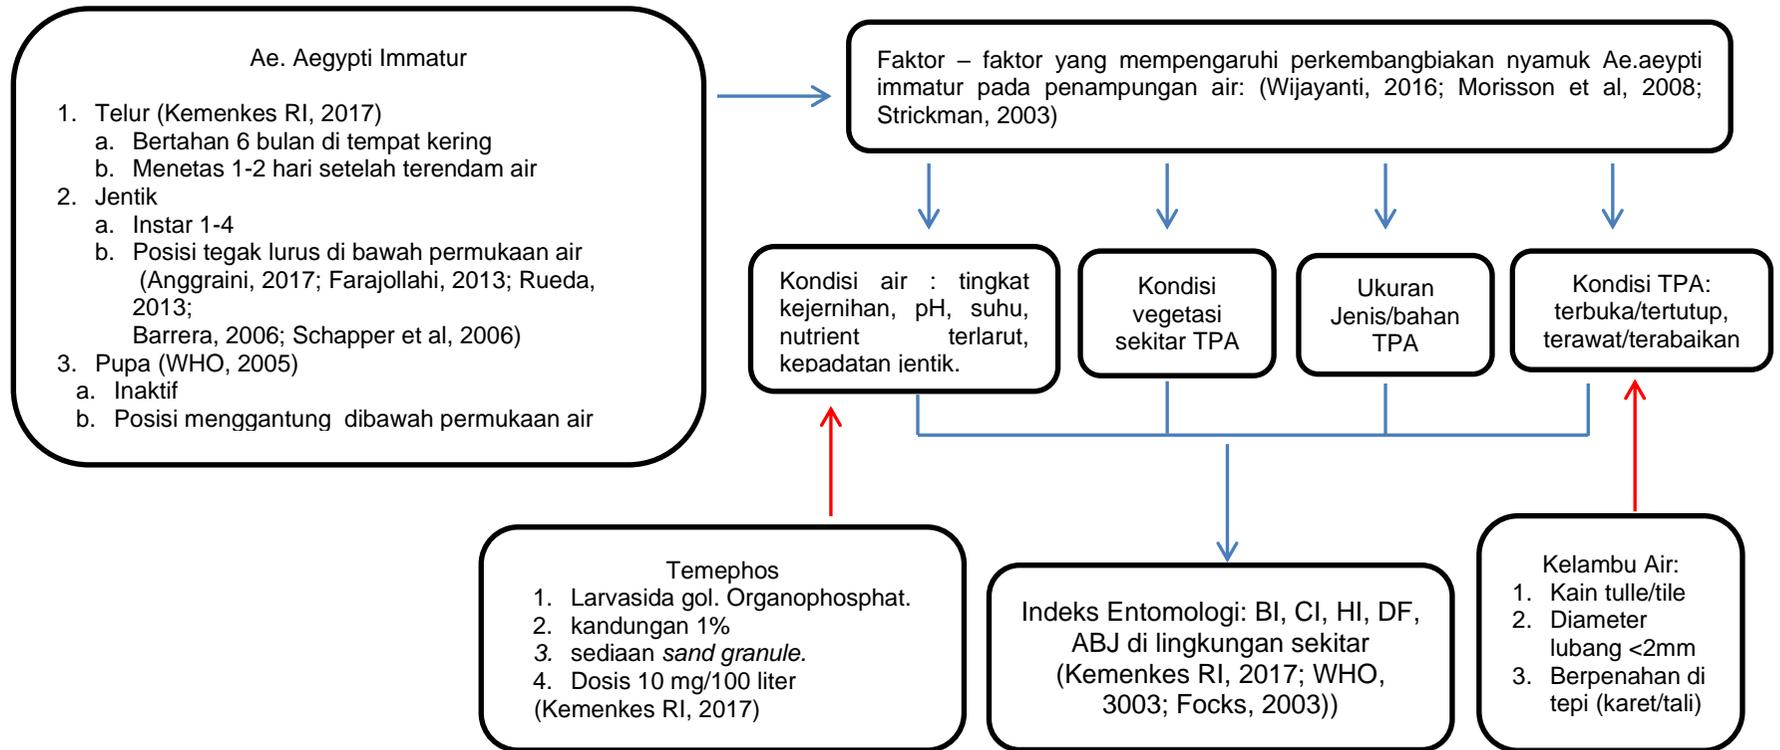 Ae. Aegypti Immatur
1. Telur (Kemenkes RI, 2017)
a. Bertahan 6 bulan di tempat kering
b. Menetas 1-2 hari setelah terendam air
2. Jentik
a. Instar 1-4
b. Posisi tegak lurus di bawah permukaan air
(Anggraini, 2017; Farajollahi, 2013; Rueda,
2013;
Barrera, 2006; Schapper et al, 2006)
3. Pupa (WHO, 2005)
a. Inaktif
b. Posisi menggantung dibawah permukaan air
Faktor – faktor yang mempengaruhi perkembangbiakan nyamuk Ae.aeypti
immatur pada penampungan air: (Wijayanti, 2016; Morisson et al, 2008;
Strickman, 2003)
Kondisi air : tingkat
kejernihan, pH, suhu,
nutrient terlarut,
kepadatan jentik.
Kondisi
vegetasi
sekitar TPA
Ukuran
Jenis/bahan
TPA
Kondisi TPA:
terbuka/tertutup,
terawat/terabaikan
Temephos
1. Larvasida gol. Organophosphat.
2. kandungan 1%
3. sediaan sand granule.
4. Dosis 10 mg/100 liter
(Kemenkes RI, 2017)
Indeks Entomologi: BI, CI, HI, DF,
ABJ di lingkungan sekitar
(Kemenkes RI, 2017; WHO,
3003; Focks, 2003))
Kelambu Air:
1. Kain tulle/tile
2. Diameter
lubang <2mm
3. Berpenahan di
tepi (karet/tali)